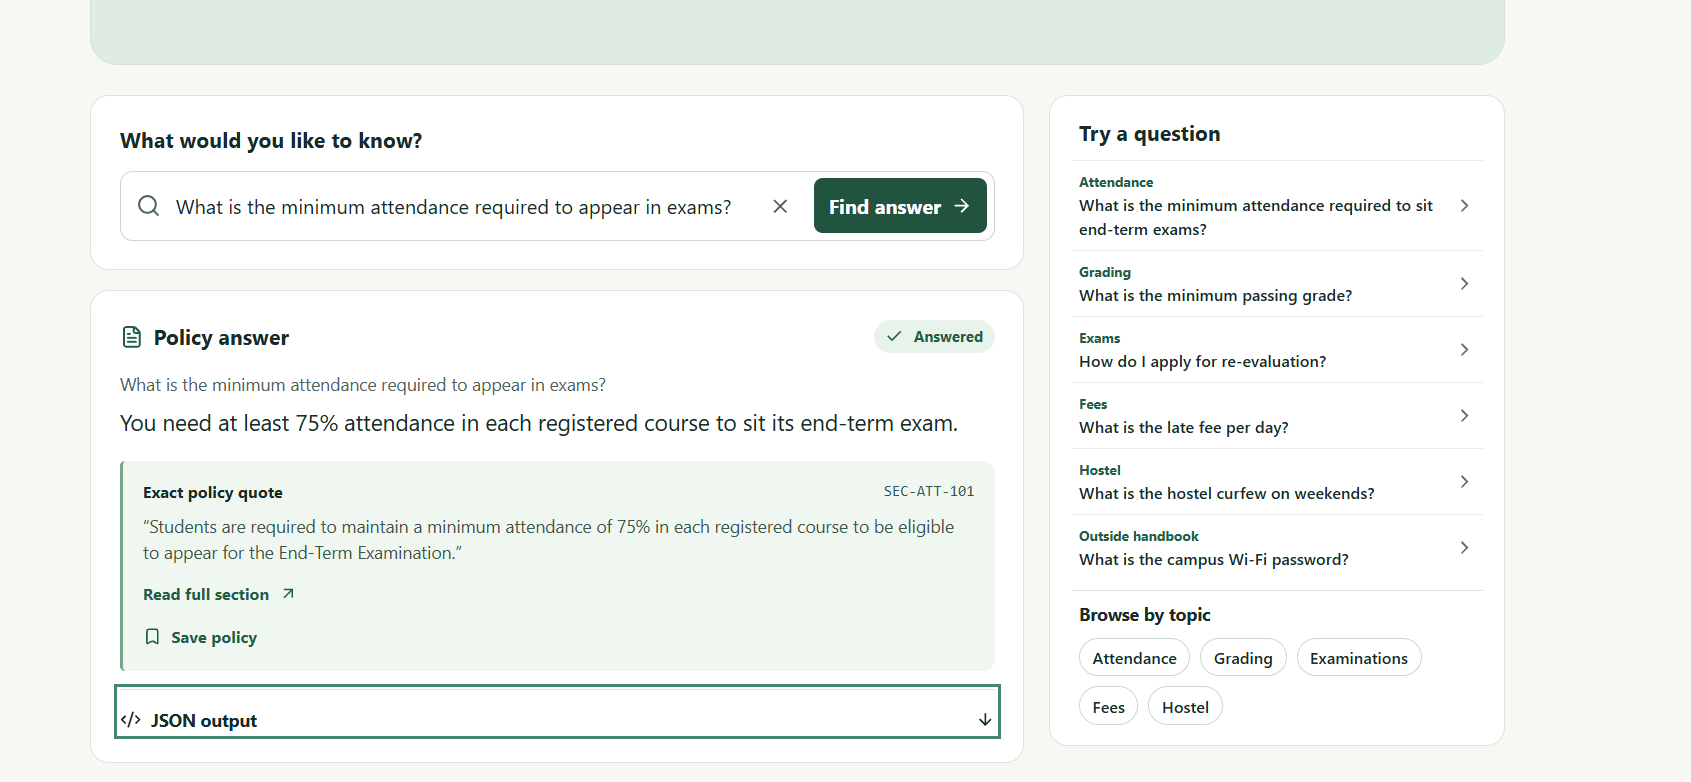 What would you like to know?
What is the minimum attendance required to appear in exams?
Find answer
Policy answer
Answered
What is the minimum attendance required to appear in exams?
You need at least 75% attendance in each registered course to sit its end-term exam.
Exact policy quote
SEC-ATT-101
“Students are required to maintain a minimum attendance of 75% in each registered course to be eligible
to appear for the End-Term Examination.”
Read full section
Save policy
</> JSON output
Try a question
Attendance
What is the minimum attendance required to sit
end-term exams?
Grading
What is the minimum passing grade?
Exams
How do I apply for re-evaluation?
Fees
What is the late fee per day?
Hostel
What is the hostel curfew on weekends?
Outside handbook
What is the campus Wi-Fi password?
Browse by topic
Attendance
Grading
Examinations
Fees
Hostel